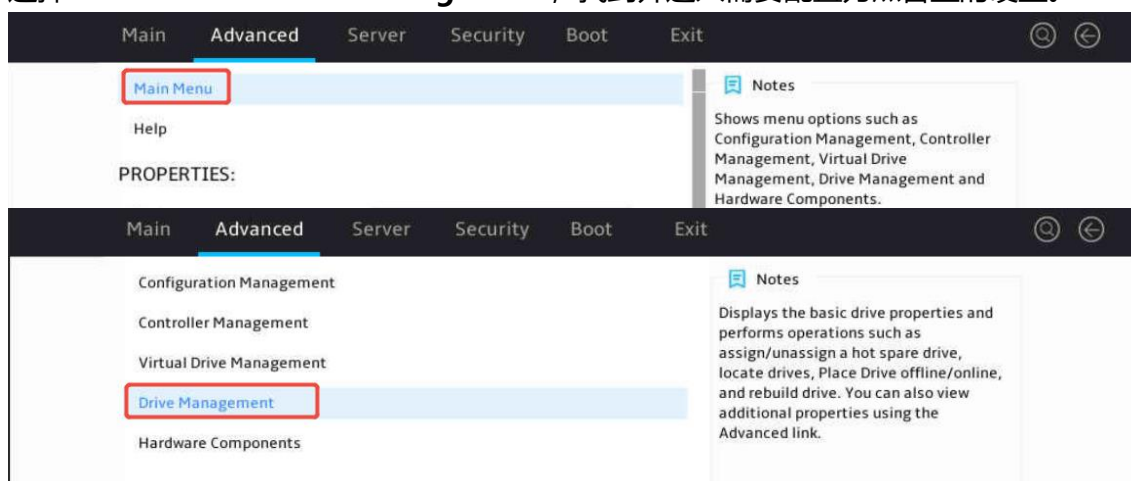 Main Advanced Server Security Boot Exit
Main Menu
Help
PROPERTIES:
Notes
Shows menu options such as
Configuration Management, Controller
Management, Virtual Drive
Management, Drive Management and
Hardware Components.
Main Advanced Server Security Boot Exit
Configuration Management
Controller Management
Virtual Drive Management
Drive Management
Hardware Components
Notes
Displays the basic drive properties and
performs operations such as
assign/unassign a hot spare drive,
locate drives, Place Drive offline/online,
and rebuild drive. You can also view
additional properties using the
Advanced link.